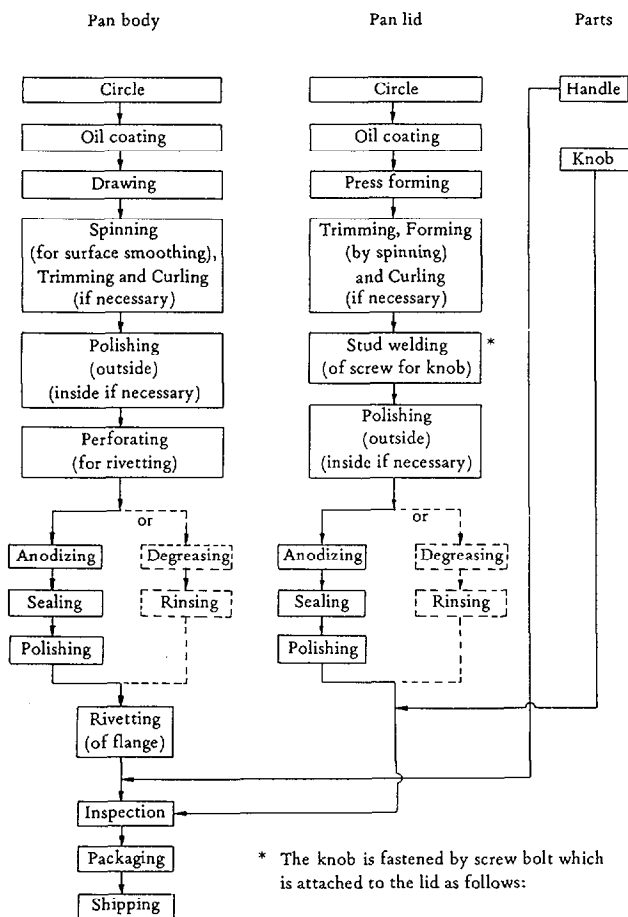 Pan body
Pan lid
Parts
Circle
Oil coating
Drawing
Spinning
(for surface smoothing),
Trimming and Curling
(if necessary)
Polishing
(outside)
(inside if necessary)
Perforating
(for rivetting)
or
Anodizing
Degreasing
Sealing
Rinsing
Polishing
Rivetting
(of flange)
Inspection
Packaging
Shipping
Circle
Oil coating
Press forming
Trimming, Forming
(by spinning)
and Curling
(if necessary)
Stud welding
(of screw for knob)
*
Polishing
(outside)
(inside if necessary)
or
Anodizing
Degreasing
Sealing
Rinsing
Polishing
Handle
Knob
* The knob is fastened by screw bolt which
is attached to the lid as follows: